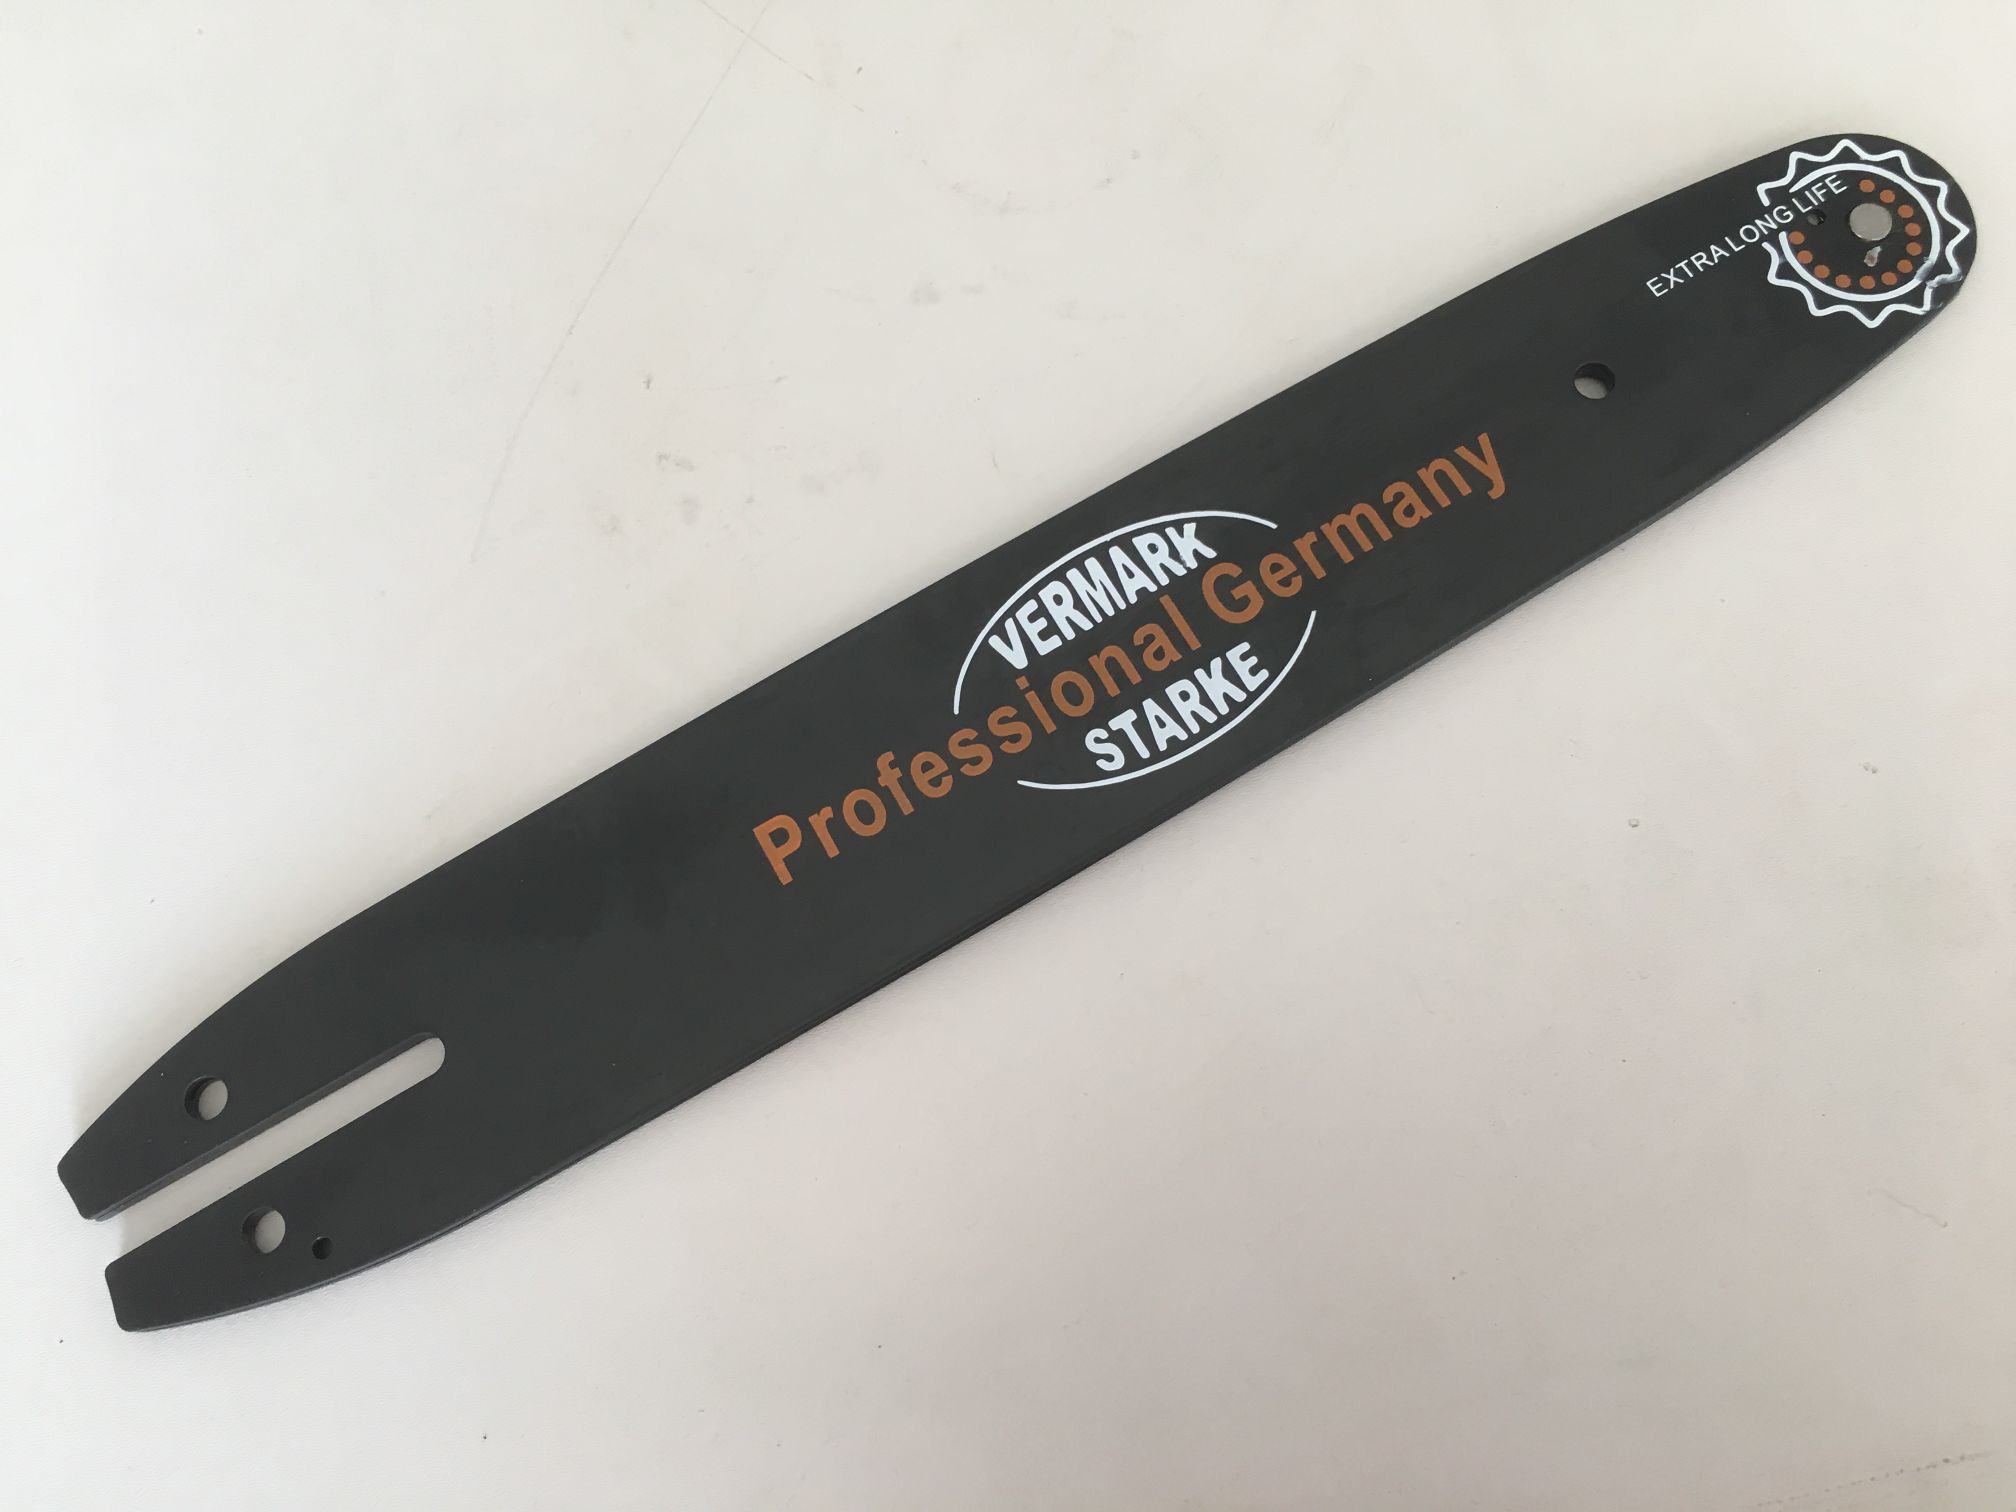 EXTRA LONG LIFE
VERMARK
Professional Germany
STARKE